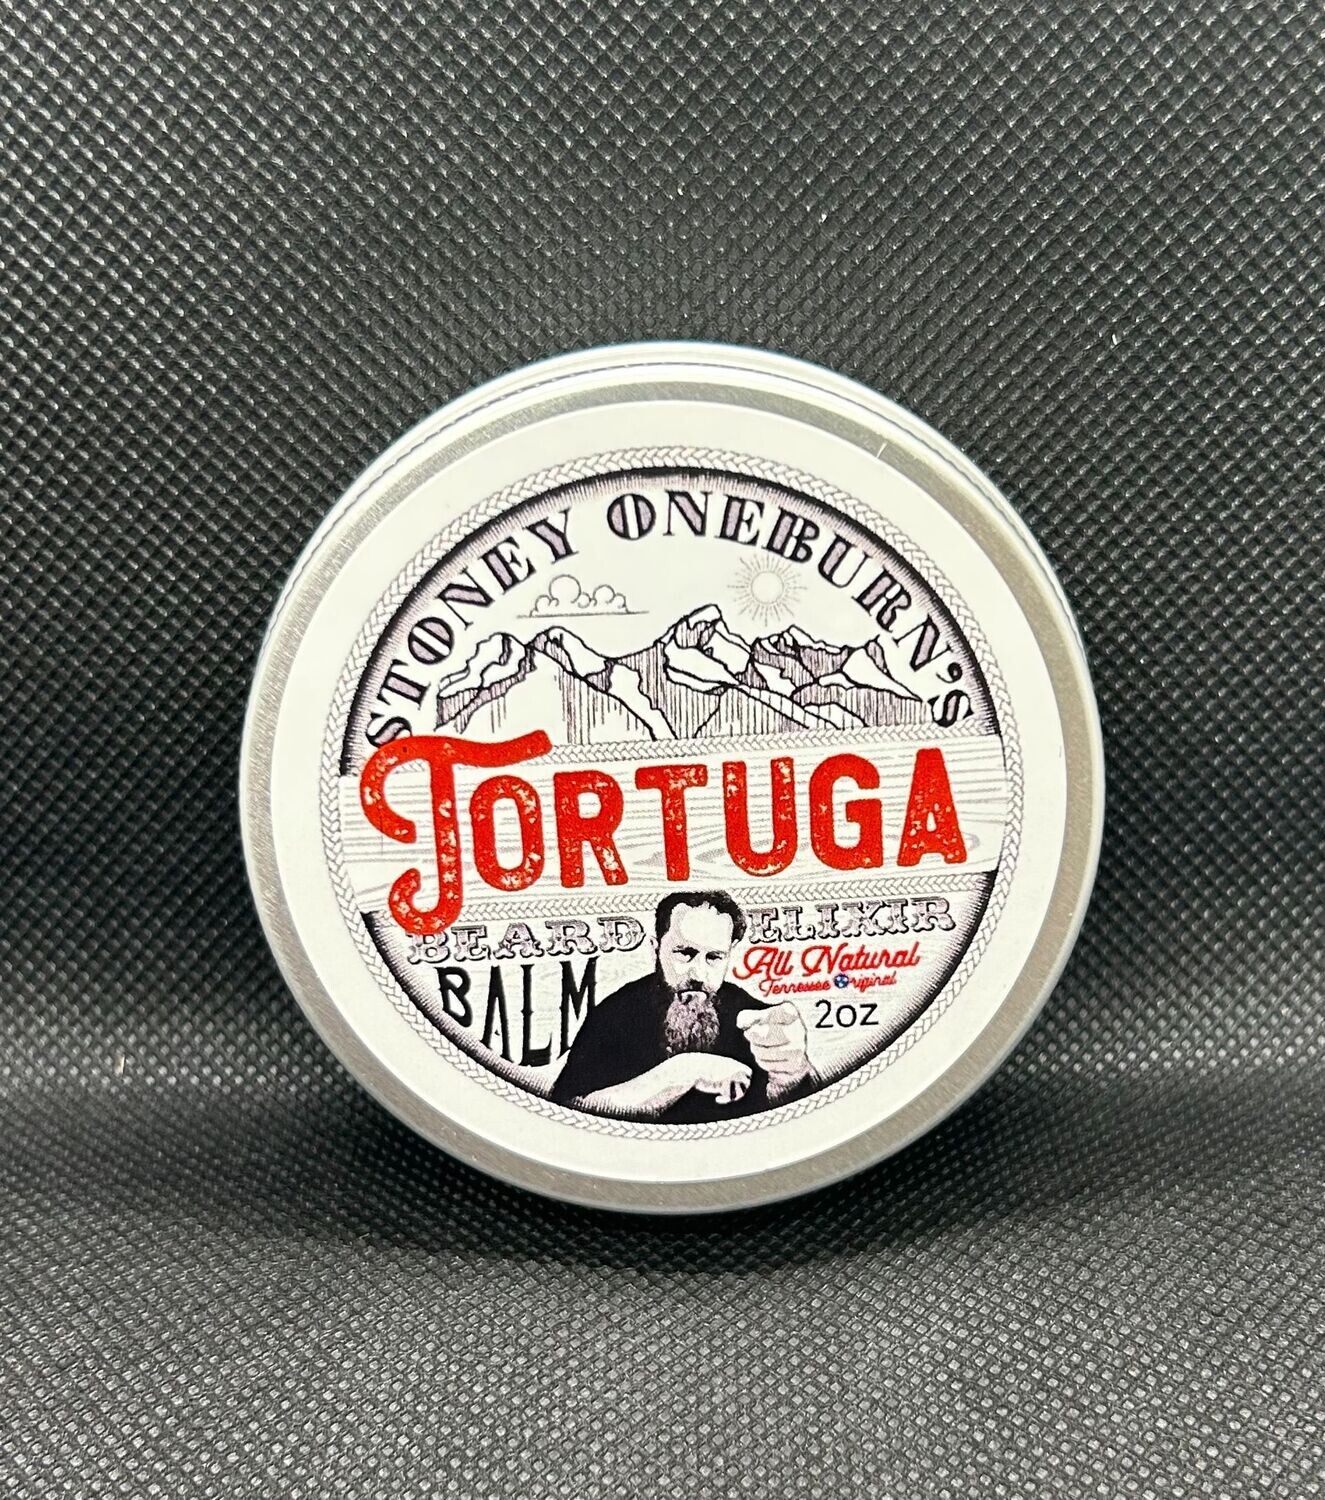 STONEY ONEBURN'S
TORTUGA
BEARD ELIXIR
BALM
All Natural
Tennessee Original
2oz